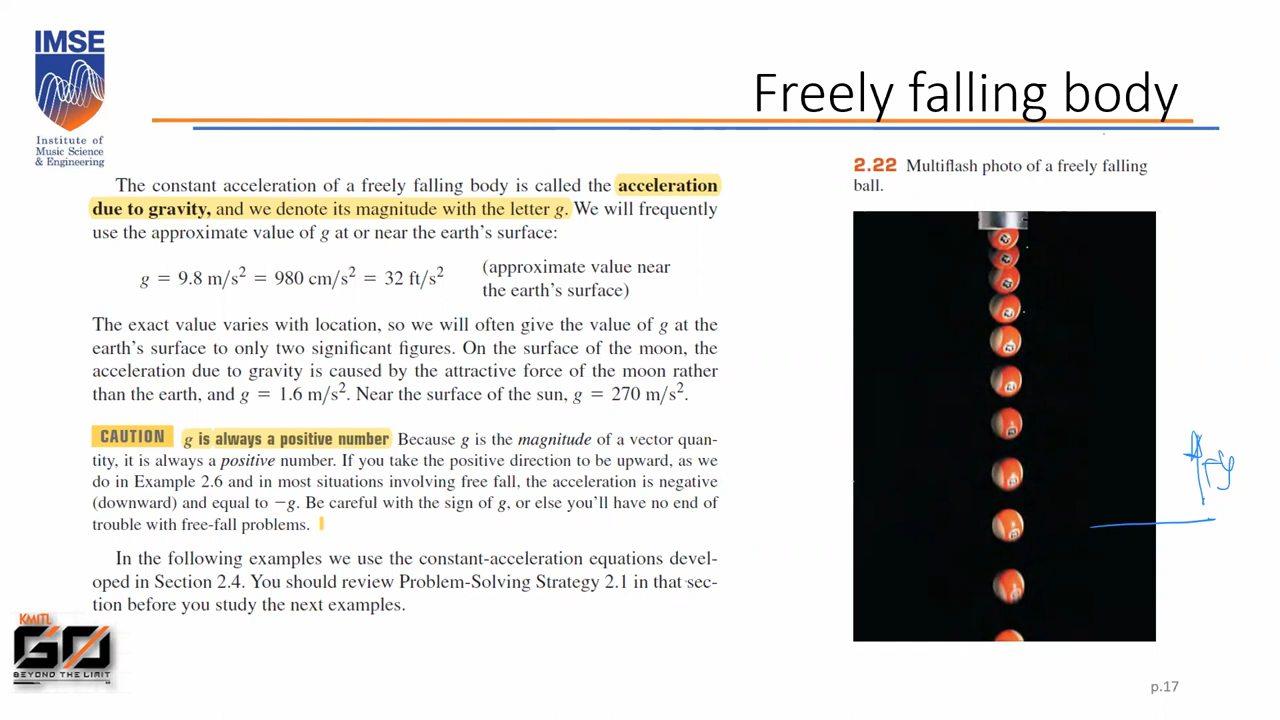 IMSE
Institute of
Music Science
& Engineering
Freely falling body
The constant acceleration of a freely falling body is called the acceleration
due to gravity, and we denote its magnitude with the letter g. We will frequently
use the approximate value of g at or near the earth's surface:
g = 9.8 m/s² = 980 cm/s² = 32 ft/s²
(approximate value near
the earth's surface)
The exact value varies with location, so we will often give the value of g at the
earth's surface to only two significant figures. On the surface of the moon, the
acceleration due to gravity is caused by the attractive force of the moon rather
than the earth, and g = 1.6 m/s². Near the surface of the sun, g = 270 m/s².
CAUTION g is always a positive number Because g is the magnitude of a vector quan-
tity, it is always a positive number. If you take the positive direction to be upward, as we
do in Example 2.6 and in most situations involving free fall, the acceleration is negative
(downward) and equal to −g. Be careful with the sign of g, or else you'll have no end of
trouble with free-fall problems.
In the following examples we use the constant-acceleration equations devel-
oped in Section 2.4. You should review Problem-Solving Strategy 2.1 in that sec-
tion before you study the next examples.
2.22 Multiflash photo of a freely falling
ball.
+y
KMITL
GO
BEYOND THE LIMIT
p.17